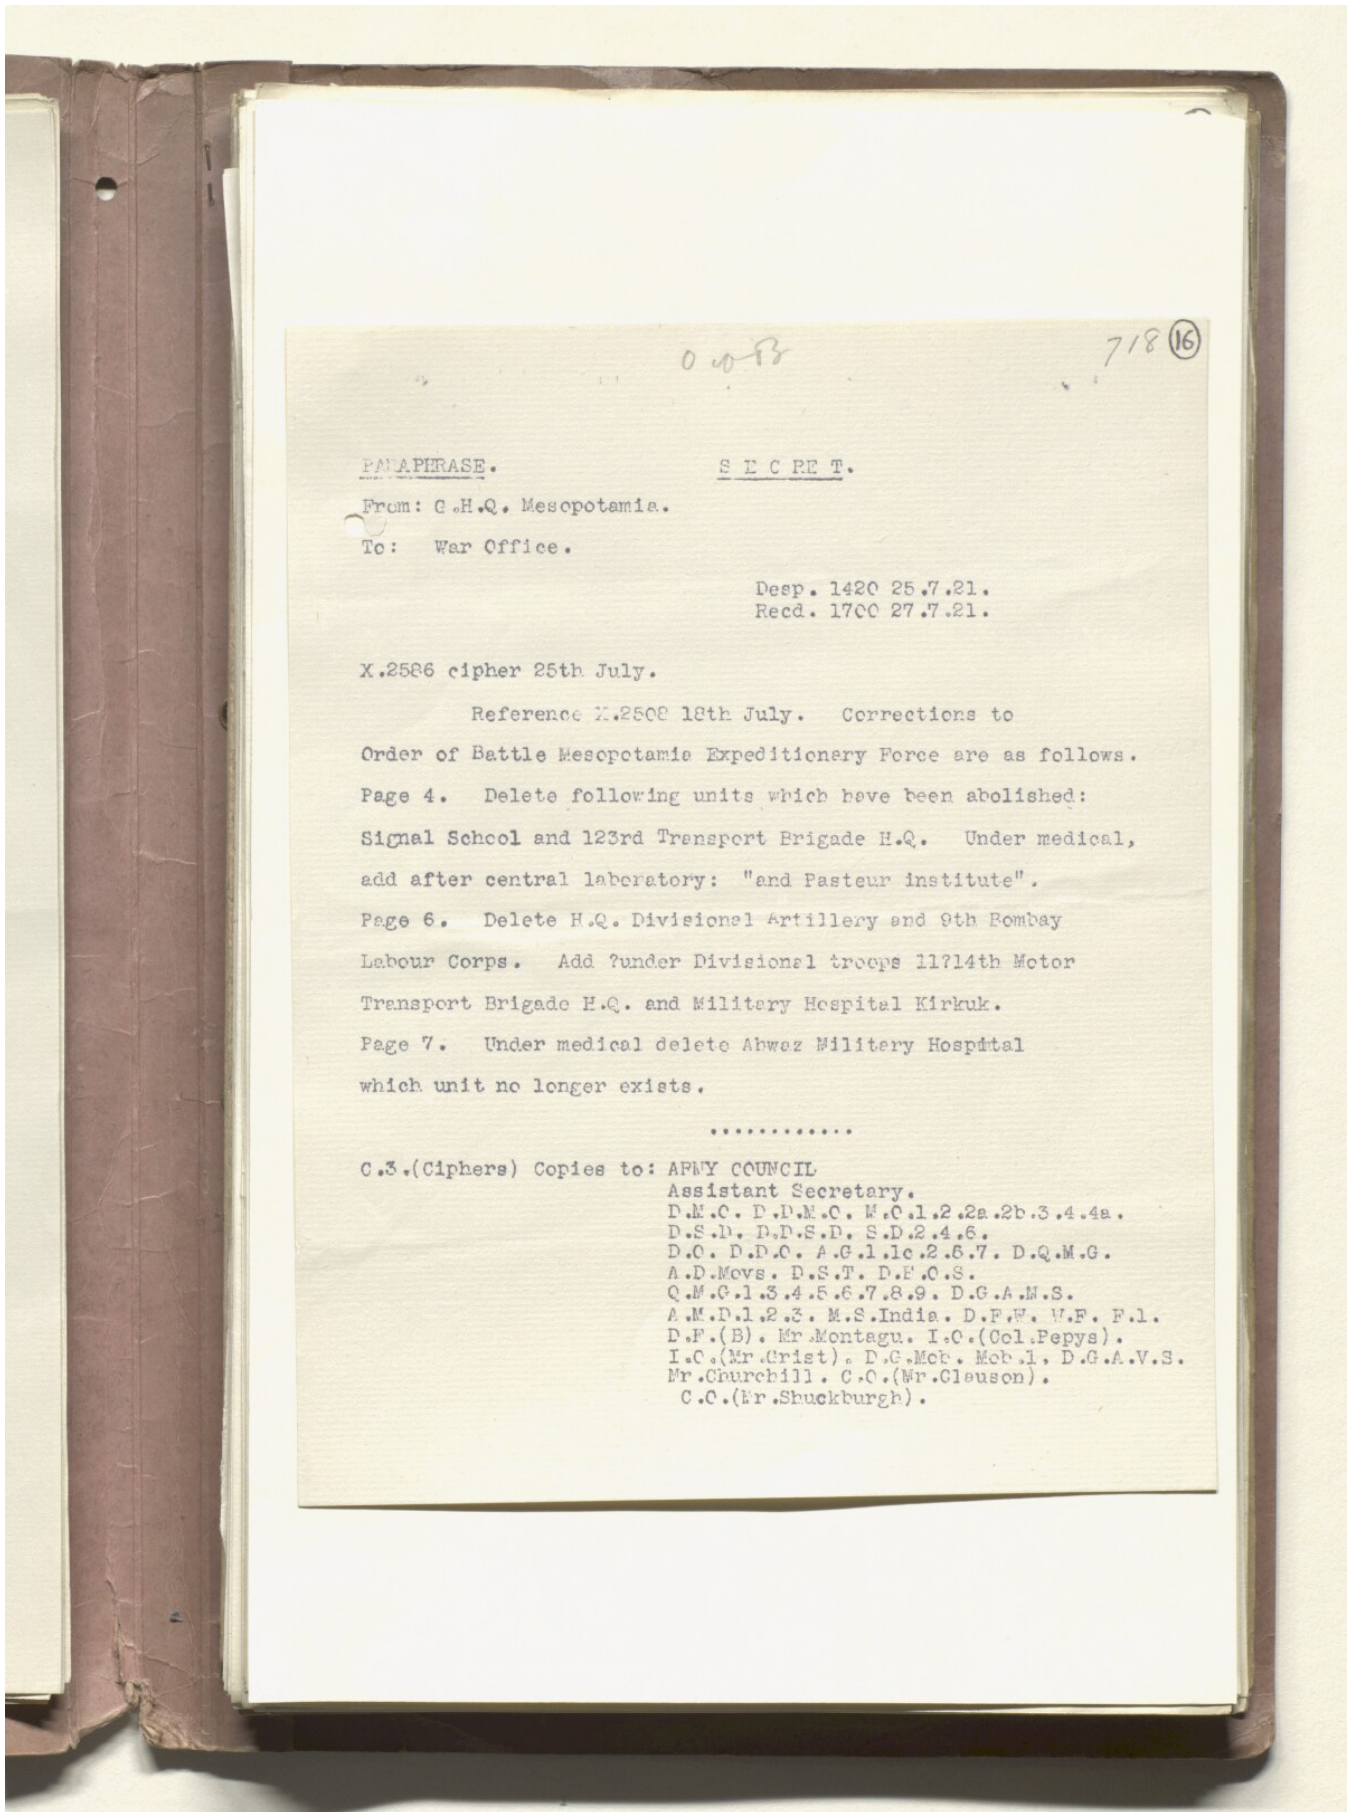 O of B
718 16
PARAPHRASE. SECRET.
From: G.H.Q. Mesopotamia.
To: War Office.
Desp. 1420 25.7.21.
Recd. 1700 27.7.21.
X.2586 cipher 25th July.
Reference X.2508 18th July. Corrections to
Order of Battle Mesopotamia Expeditionary Force are as follows.
Page 4. Delete following units which have been abolished:
Signal School and 123rd Transport Brigade H.Q. Under medical,
add after central laboratory: "and Pasteur institute".
Page 6. Delete H.Q. Divisional Artillery and 9th Bombay
Labour Corps. Add ?under Divisional troops 11?14th Motor
Transport Brigade H.Q. and Military Hospital Kirkuk.
Page 7. Under medical delete Ahwaz Military Hospital
which unit no longer exists.
............
C.3.(Ciphers) Copies to: ARMY COUNCIL
Assistant Secretary.
D.M.O. D.D.M.O. M.O.1.2.2a.2b.3.4.4a.
D.S.D. D.D.S.D. S.D.2.4.6.
D.O. D.D.O. A.G.1.1c.2.6.7. D.Q.M.G.
A.D.Movs. D.S.T. D.E.O.S.
Q.M.G.1.3.4.5.6.7.8.9. D.G.A.M.S.
A.M.D.1.2.3. M.S.India. D.F.W. W.F. F.1.
D.F.(B). Mr.Montagu. I.O.(Col.Pepys).
I.O.(Mr.Crist). D.G.Mob. Mob.1. D.G.A.V.S.
Mr.Churchill. C.O.(Mr.Clauson).
C.O.(Mr.Shuckburgh).